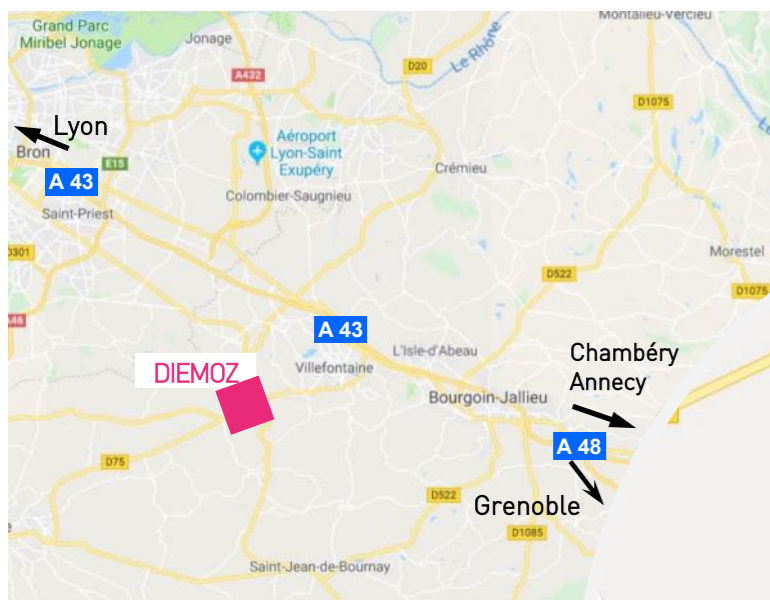 Grand Parc
Miribel Jonage
Jonage
Montalieu-Vercieu
Le Rhône
D20
A432
D1075
Lyon
Bron
E15
A 43
Aéroport
Lyon-Saint
Exupéry
Crémieu
Colombier-Saugnieu
Saint-Priest
D301
Morestel
D522
D1075
A46
A 43
L'Isle-d'Abeau
Villefontaine
DIEMOZ
Chambéry
Annecy
Bourgoin-Jallieu
A 48
D75
D522
Grenoble
D1085
Saint-Jean-de-Bournay